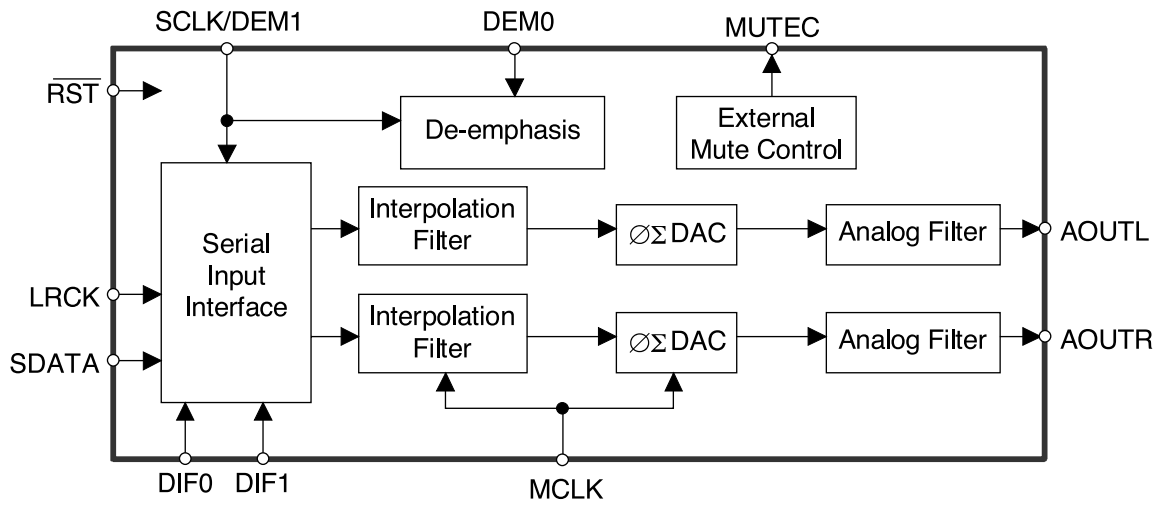 SCLK/DEM1
DEM0
MUTEC
RST
De-emphasis
External
Mute Control
Interpolation
Filter
∅Σ DAC
Analog Filter
AOUTL
Serial
Input
Interface
LRCK
Interpolation
Filter
∅Σ DAC
Analog Filter
AOUTR
SDATA
DIF0
DIF1
MCLK